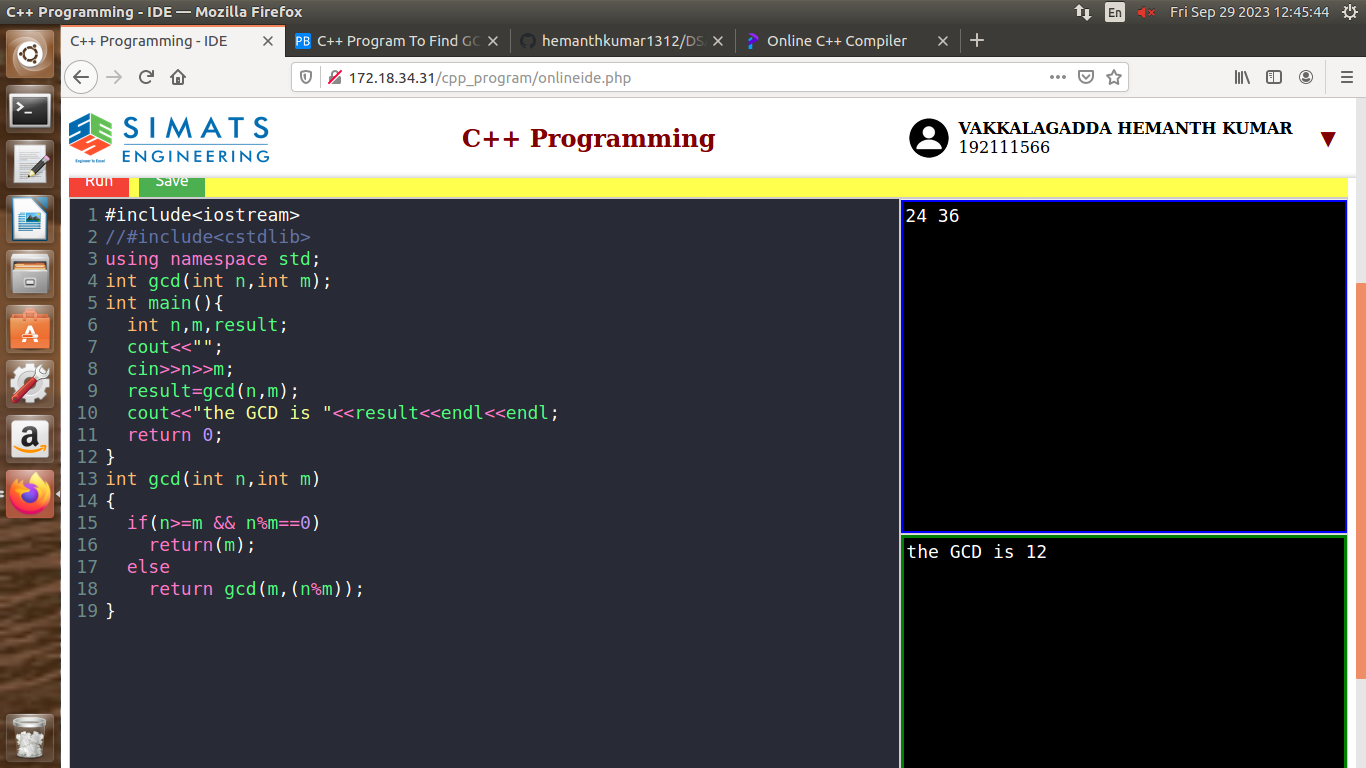 C++ Programming - IDE — Mozilla Firefox
En
Fri Sep 29 2023 12:45:44
C++ Programming - IDE
PB C++ Program To Find GC
hemanthkumar1312/DS
Online C++ Compiler
172.18.34.31/cpp_program/onlineide.php
SIMATS
ENGINEERING
Engineer to Excel
C++ Programming
VAKKALAGADDA HEMANTH KUMAR
192111566
Run
Save
1 #include<iostream>
2 //#include<cstdlib>
3 using namespace std;
4 int gcd(int n,int m);
5 int main(){
6 int n,m,result;
7 cout<<"";
8 cin>>n>>m;
9 result=gcd(n,m);
10 cout<<"the GCD is "<<result<<endl<<endl;
11 return 0;
12 }
13 int gcd(int n,int m)
14 {
15 if(n>=m && n%m==0)
16 return(m);
17 else
18 return gcd(m,(n%m));
19 }
24 36
the GCD is 12